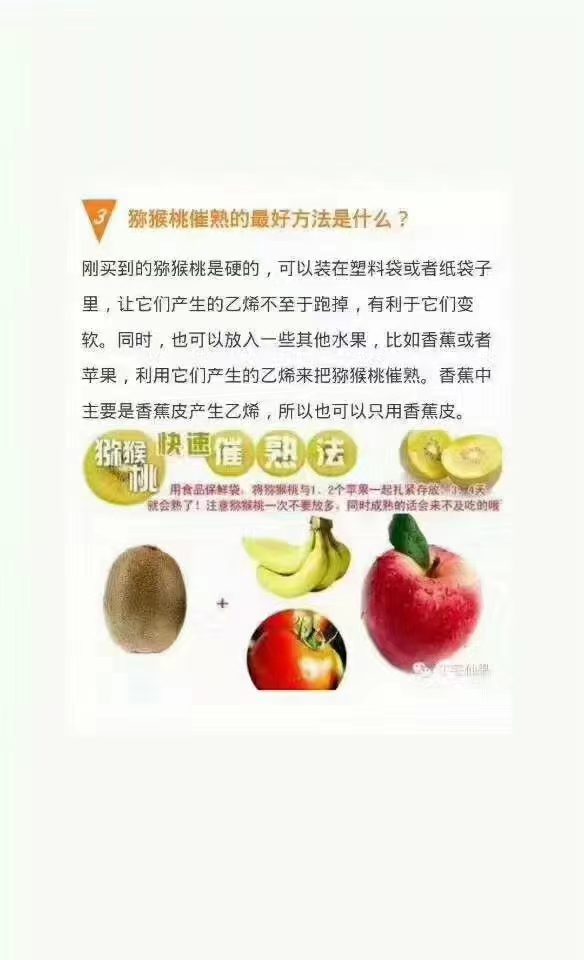 3 猕猴桃催熟的最好方法是什么？
刚买到的猕猴桃是硬的，可以装在塑料袋或者纸袋子
里，让它们产生的乙烯不至于跑掉，有利于它们变
软。同时，也可以放入一些其他水果，比如香蕉或者
苹果，利用它们产生的乙烯来把猕猴桃催熟。香蕉中
主要是香蕉皮产生乙烯，所以也可以只用香蕉皮。
猕猴桃 快速催熟法
用食品保鲜袋，将猕猴桃与1、2个苹果一起扎紧存放，3、4天
就会熟了！注意猕猴桃一次不要放多，同时成熟的话会来不及吃的哦
+
仙果